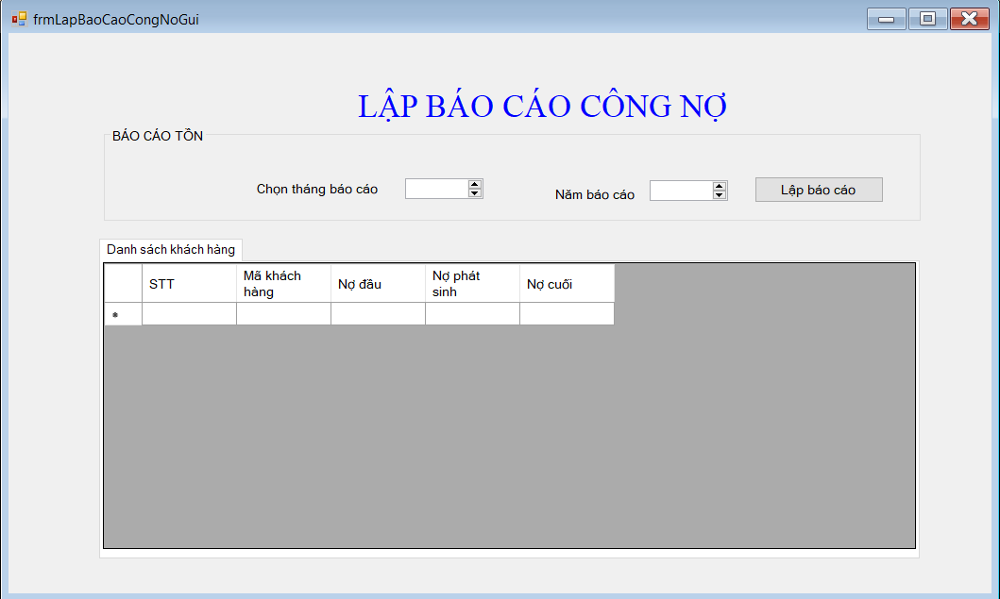 frmLapBaoCaoCongNoGui
LẬP BÁO CÁO CÔNG NỢ
BÁO CÁO TỒN
Chọn tháng báo cáo
Năm báo cáo
Lập báo cáo
Danh sách khách hàng
STT
Mã khách
hàng
Nợ đầu
Nợ phát
sinh
Nợ cuối